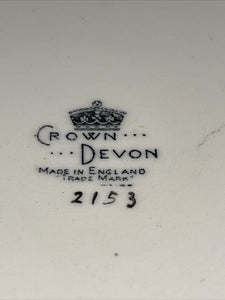 CROWN ...
... DEVON
MADE IN ENGLAND
"TRADE MARK"
2153